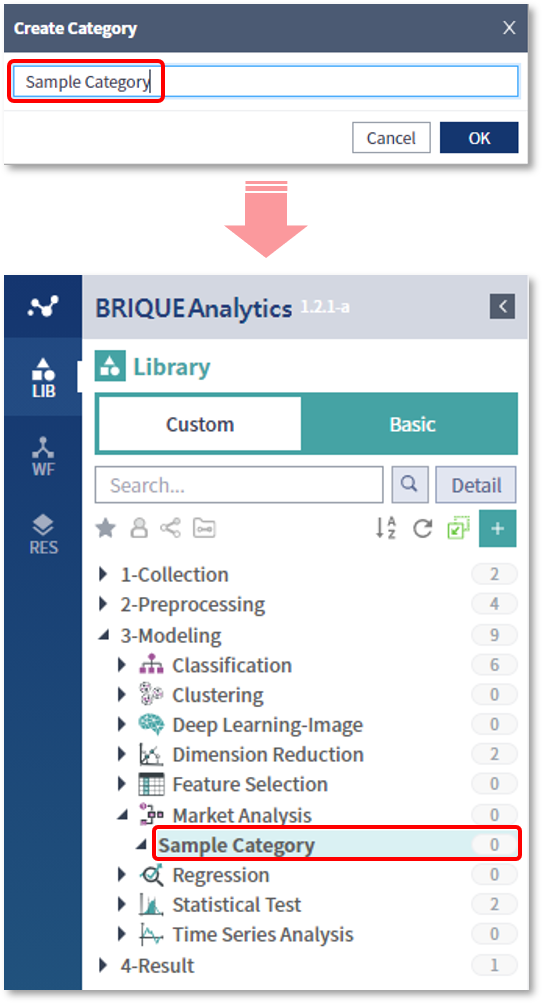 Create Category X
Sample Category
Cancel OK
BRIQUEAnalytics 1.2.1-a
LIB
WF
RES
Library
Custom Basic
Search... Detail
1-Collection 2
2-Preprocessing 4
3-Modeling 9
Classification 6
Clustering 0
Deep Learning-Image 0
Dimension Reduction 2
Feature Selection 0
Market Analysis 0
Sample Category 0
Regression 0
Statistical Test 2
Time Series Analysis 0
4-Result 1